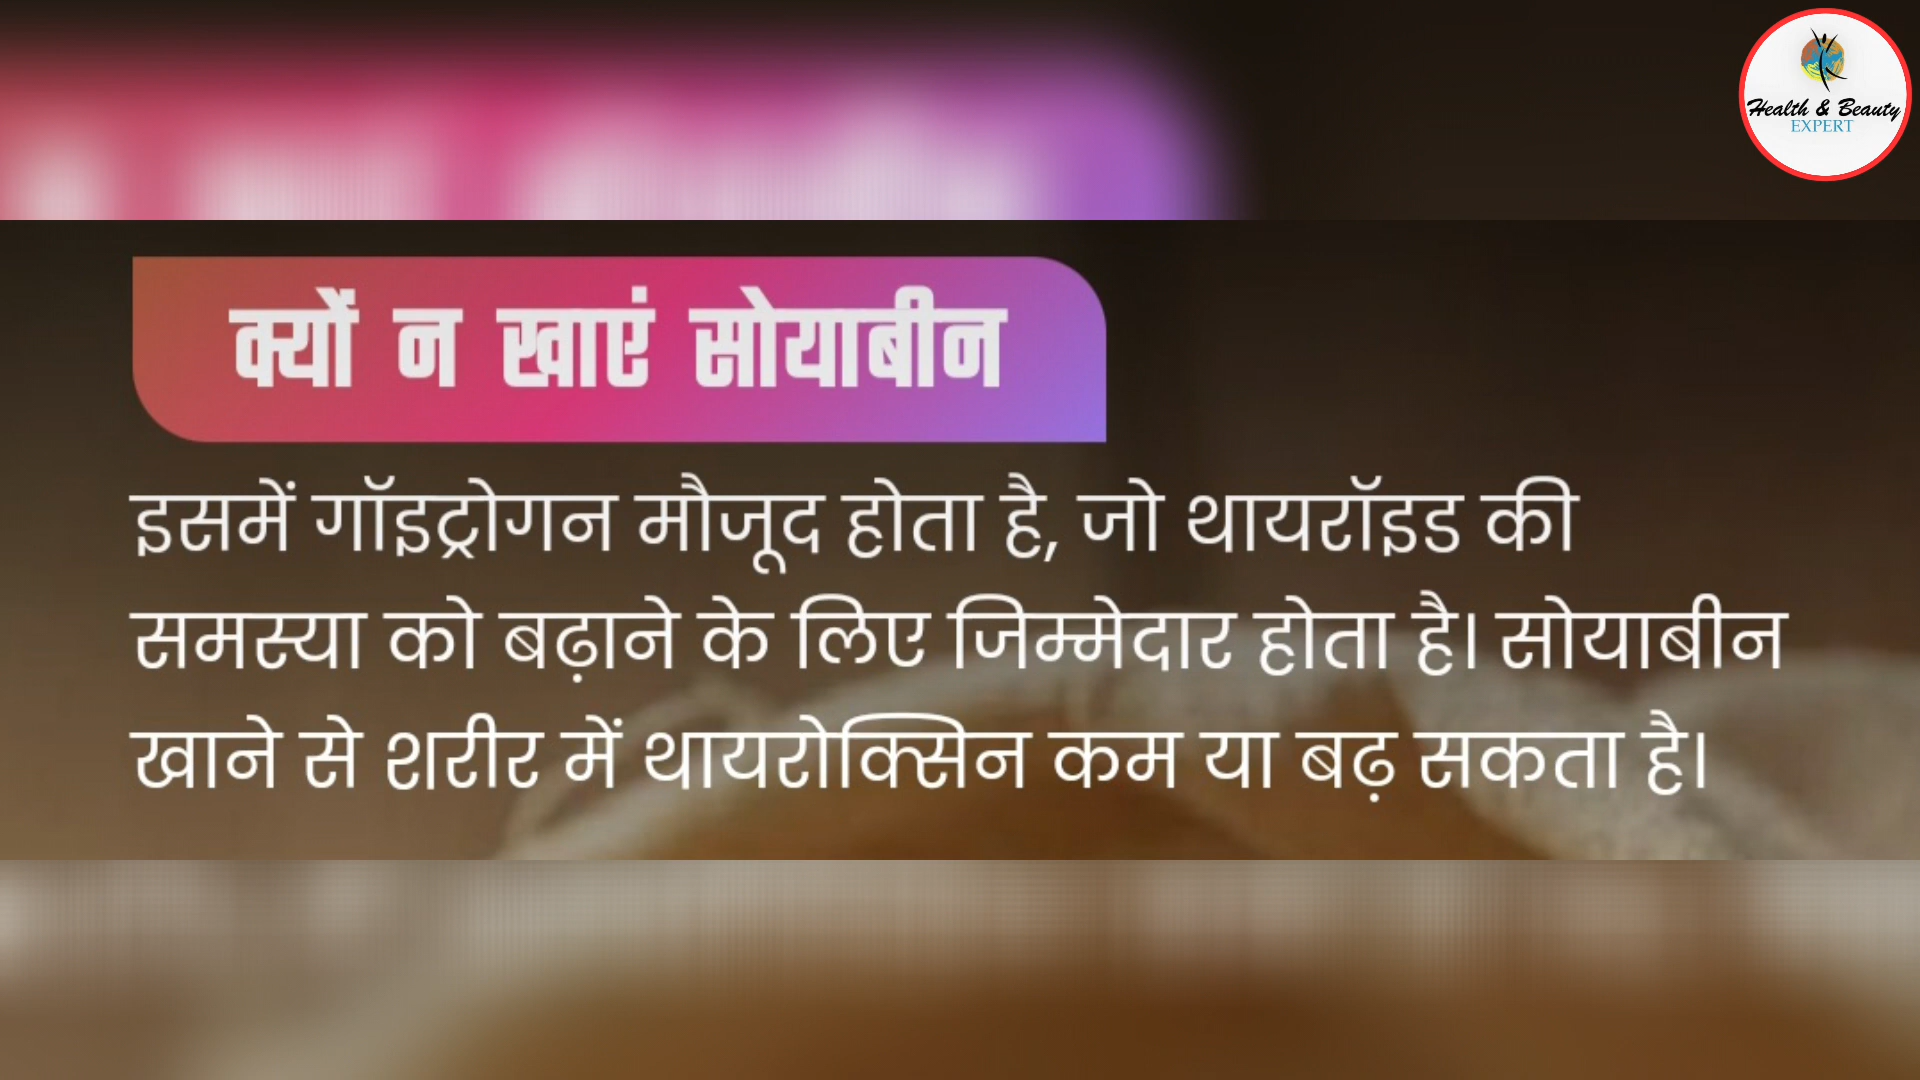 Health & Beauty
EXPERT
क्यों न खाएं सोयाबीन
इसमें गॉइट्रोगन मौजूद होता है, जो थायरॉइड की
समस्या को बढ़ाने के लिए जिम्मेदार होता है। सोयाबीन
खाने से शरीर में थायरोक्सिन कम या बढ़ सकता है।